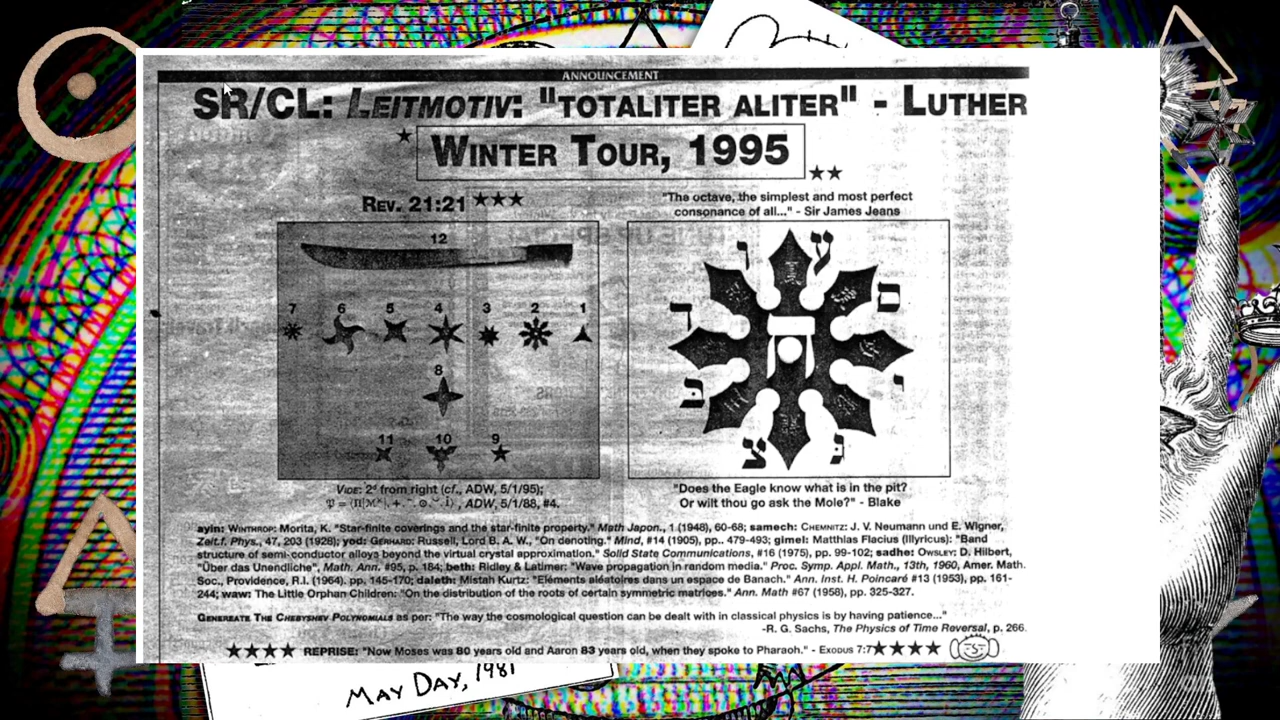 ANNOUNCEMENT
SR/CL: LEITMOTIV: "TOTALITER ALITER" - LUTHER
WINTER TOUR, 1995
REV. 21:21
"The octave, the simplest and most perfect
consonance of all..." - Sir James Jeans
12
7 6 5 4 3 2 1
8
11 10 9
ו ע
ד ם
ב י
צ ג
VIDE: 2ᵈ from right (cf., ADW, 5/1/95);
, ADW, 5/1/88, #4.
"Does the Eagle know what is in the pit?
Or wilt thou go ask the Mole?" - Blake
ayin: WINTHROP: Morita, K. "Star-finite coverings and the star-finite property." Math Japon., 1 (1948), 60-68; samech: CHEMNITZ: J. V. Neumann und E. Wigner,
Zeit.f. Phys., 47, 203 (1928); yod: GERHARD: Russell, Lord B. A. W., "On denoting." Mind, #14 (1905), pp.. 479-493; gimel: Matthias Flacius (Illyricus): "Band
structure of semi-conductor alloys beyond the virtual crystal approximation." Solid State Communications, #16 (1975), pp. 99-102; sadhe: OWSLEY: D. Hilbert,
"Über das Unendliche", Math. Ann. #95, p. 184; beth: Ridley & Latimer: "Wave propagation in random media." Proc. Symp. Appl. Math., 13th, 1960, Amer. Math.
Soc., Providence, R.I. (1964). pp. 145-170; daleth: Mistah Kurtz: "Eléments aléatoires dans un espace de Banach." Ann. Inst. H. Poincaré #13 (1953), pp. 161-
244; waw: The Little Orphan Children: "On the distribution of the roots of certain symmetric matrices." Ann. Math #67 (1958), pp. 325-327.
GENEREATE THE CHEBYSHEV POLYNOMIALS as per: "The way the cosmological question can be dealt with in classical physics is by having patience..."
-R. G. Sachs, The Physics of Time Reversal, p. 266.
REPRISE: "Now Moses was 80 years old and Aaron 83 years old, when they spoke to Pharaoh." - EXODUS 7:7
MAY DAY, 1981